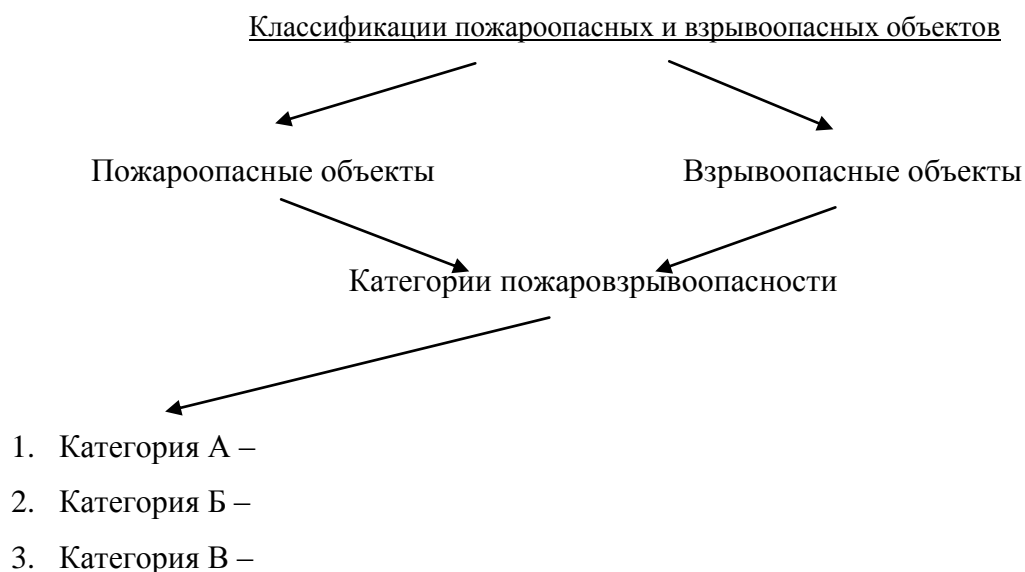 Классификации пожароопасных и взрывоопасных объектов
Пожароопасные объекты
Взрывоопасные объекты
Категории пожаровзрывоопасности
1. Категория А –
2. Категория Б –
3. Категория В –